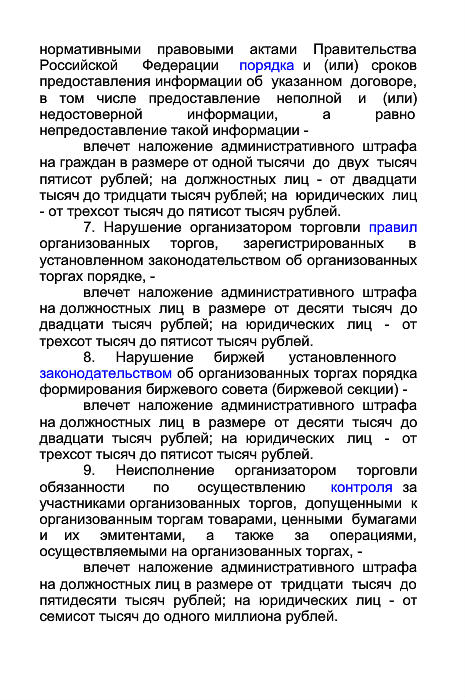 нормативными правовыми актами Правительства
Российской Федерации порядка и (или) сроков
предоставления информации об указанном договоре,
в том числе предоставление неполной и (или)
недостоверной информации, а равно
непредоставление такой информации -
влечет наложение административного штрафа
на граждан в размере от одной тысячи до двух тысяч
пятисот рублей; на должностных лиц - от двадцати
тысяч до тридцати тысяч рублей; на юридических лиц
- от трехсот тысяч до пятисот тысяч рублей.
7. Нарушение организатором торговли правил
организованных торгов, зарегистрированных в
установленном законодательством об организованных
торгах порядке, -
влечет наложение административного штрафа
на должностных лиц в размере от десяти тысяч до
двадцати тысяч рублей; на юридических лиц - от
трехсот тысяч до пятисот тысяч рублей.
8. Нарушение биржей установленного
законодательством об организованных торгах порядка
формирования биржевого совета (биржевой секции) -
влечет наложение административного штрафа
на должностных лиц в размере от десяти тысяч до
двадцати тысяч рублей; на юридических лиц - от
трехсот тысяч до пятисот тысяч рублей.
9. Неисполнение организатором торговли
обязанности по осуществлению контроля за
участниками организованных торгов, допущенными к
организованным торгам товарами, ценными бумагами
и их эмитентами, а также за операциями,
осуществляемыми на организованных торгах, -
влечет наложение административного штрафа
на должностных лиц в размере от тридцати тысяч до
пятидесяти тысяч рублей; на юридических лиц - от
семисот тысяч до одного миллиона рублей.